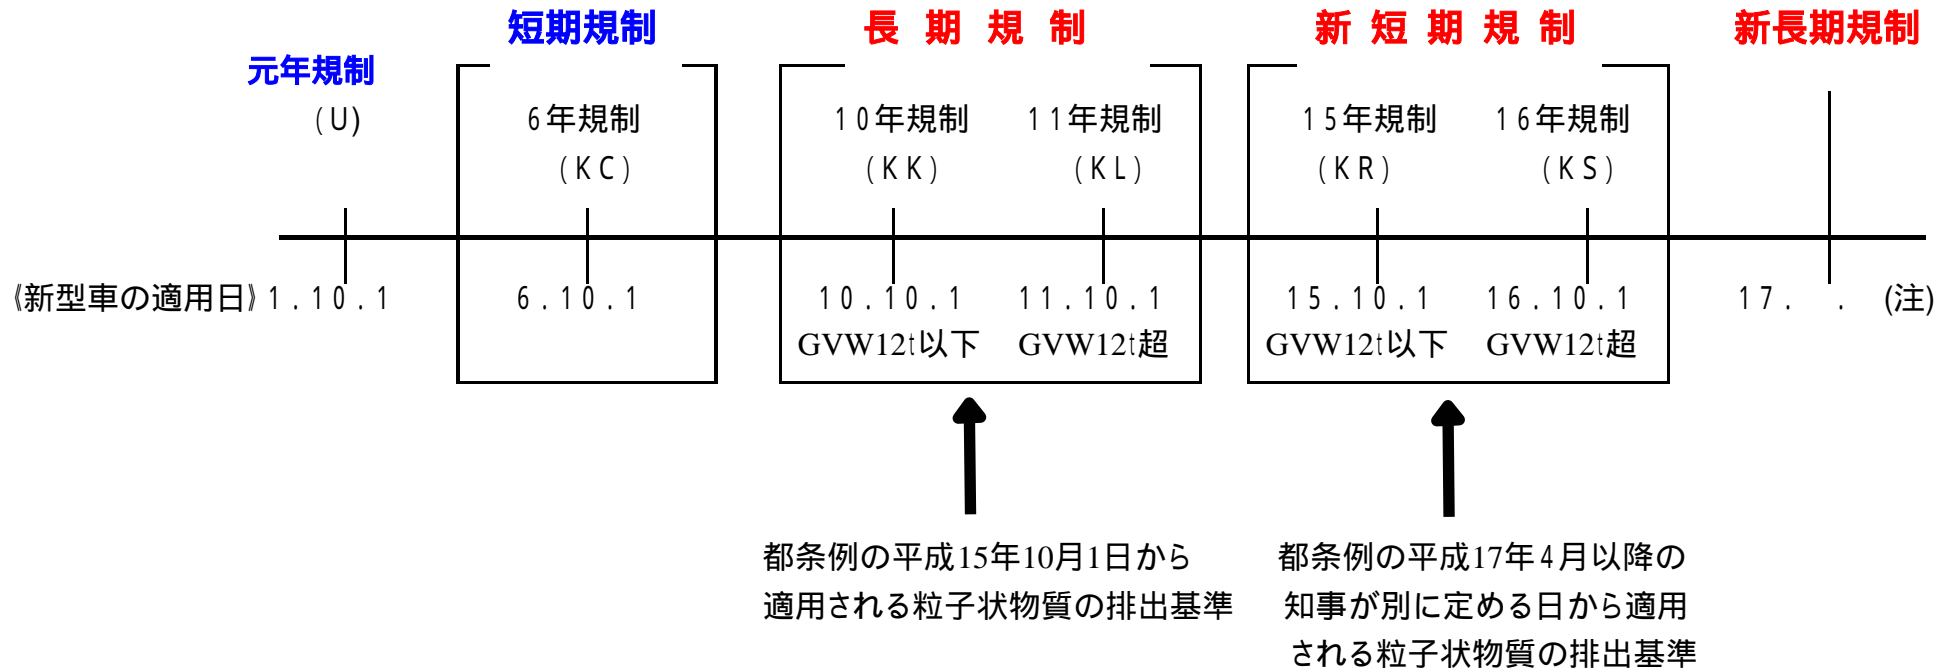 短期規制 長期規制 新短期規制 新長期規制
元年規制
(U) 6年規制 10年規制 11年規制 15年規制 16年規制
(KC) (KK) (KL) (KR) (KS)
《新型車の適用日》 1.10.1 6.10.1 10.10.1 11.10.1 15.10.1 16.10.1 17. . (注)
GVW12t以下 GVW12t超 GVW12t以下 GVW12t超
都条例の平成15年10月1日から
適用される粒子状物質の排出基準
都条例の平成17年4月以降の
知事が別に定める日から適用
される粒子状物質の排出基準